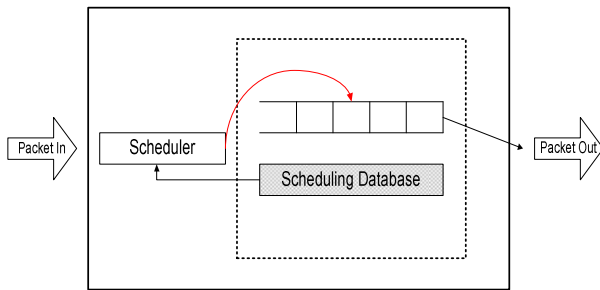 Packet In
Scheduler
Scheduling Database
Packet Out